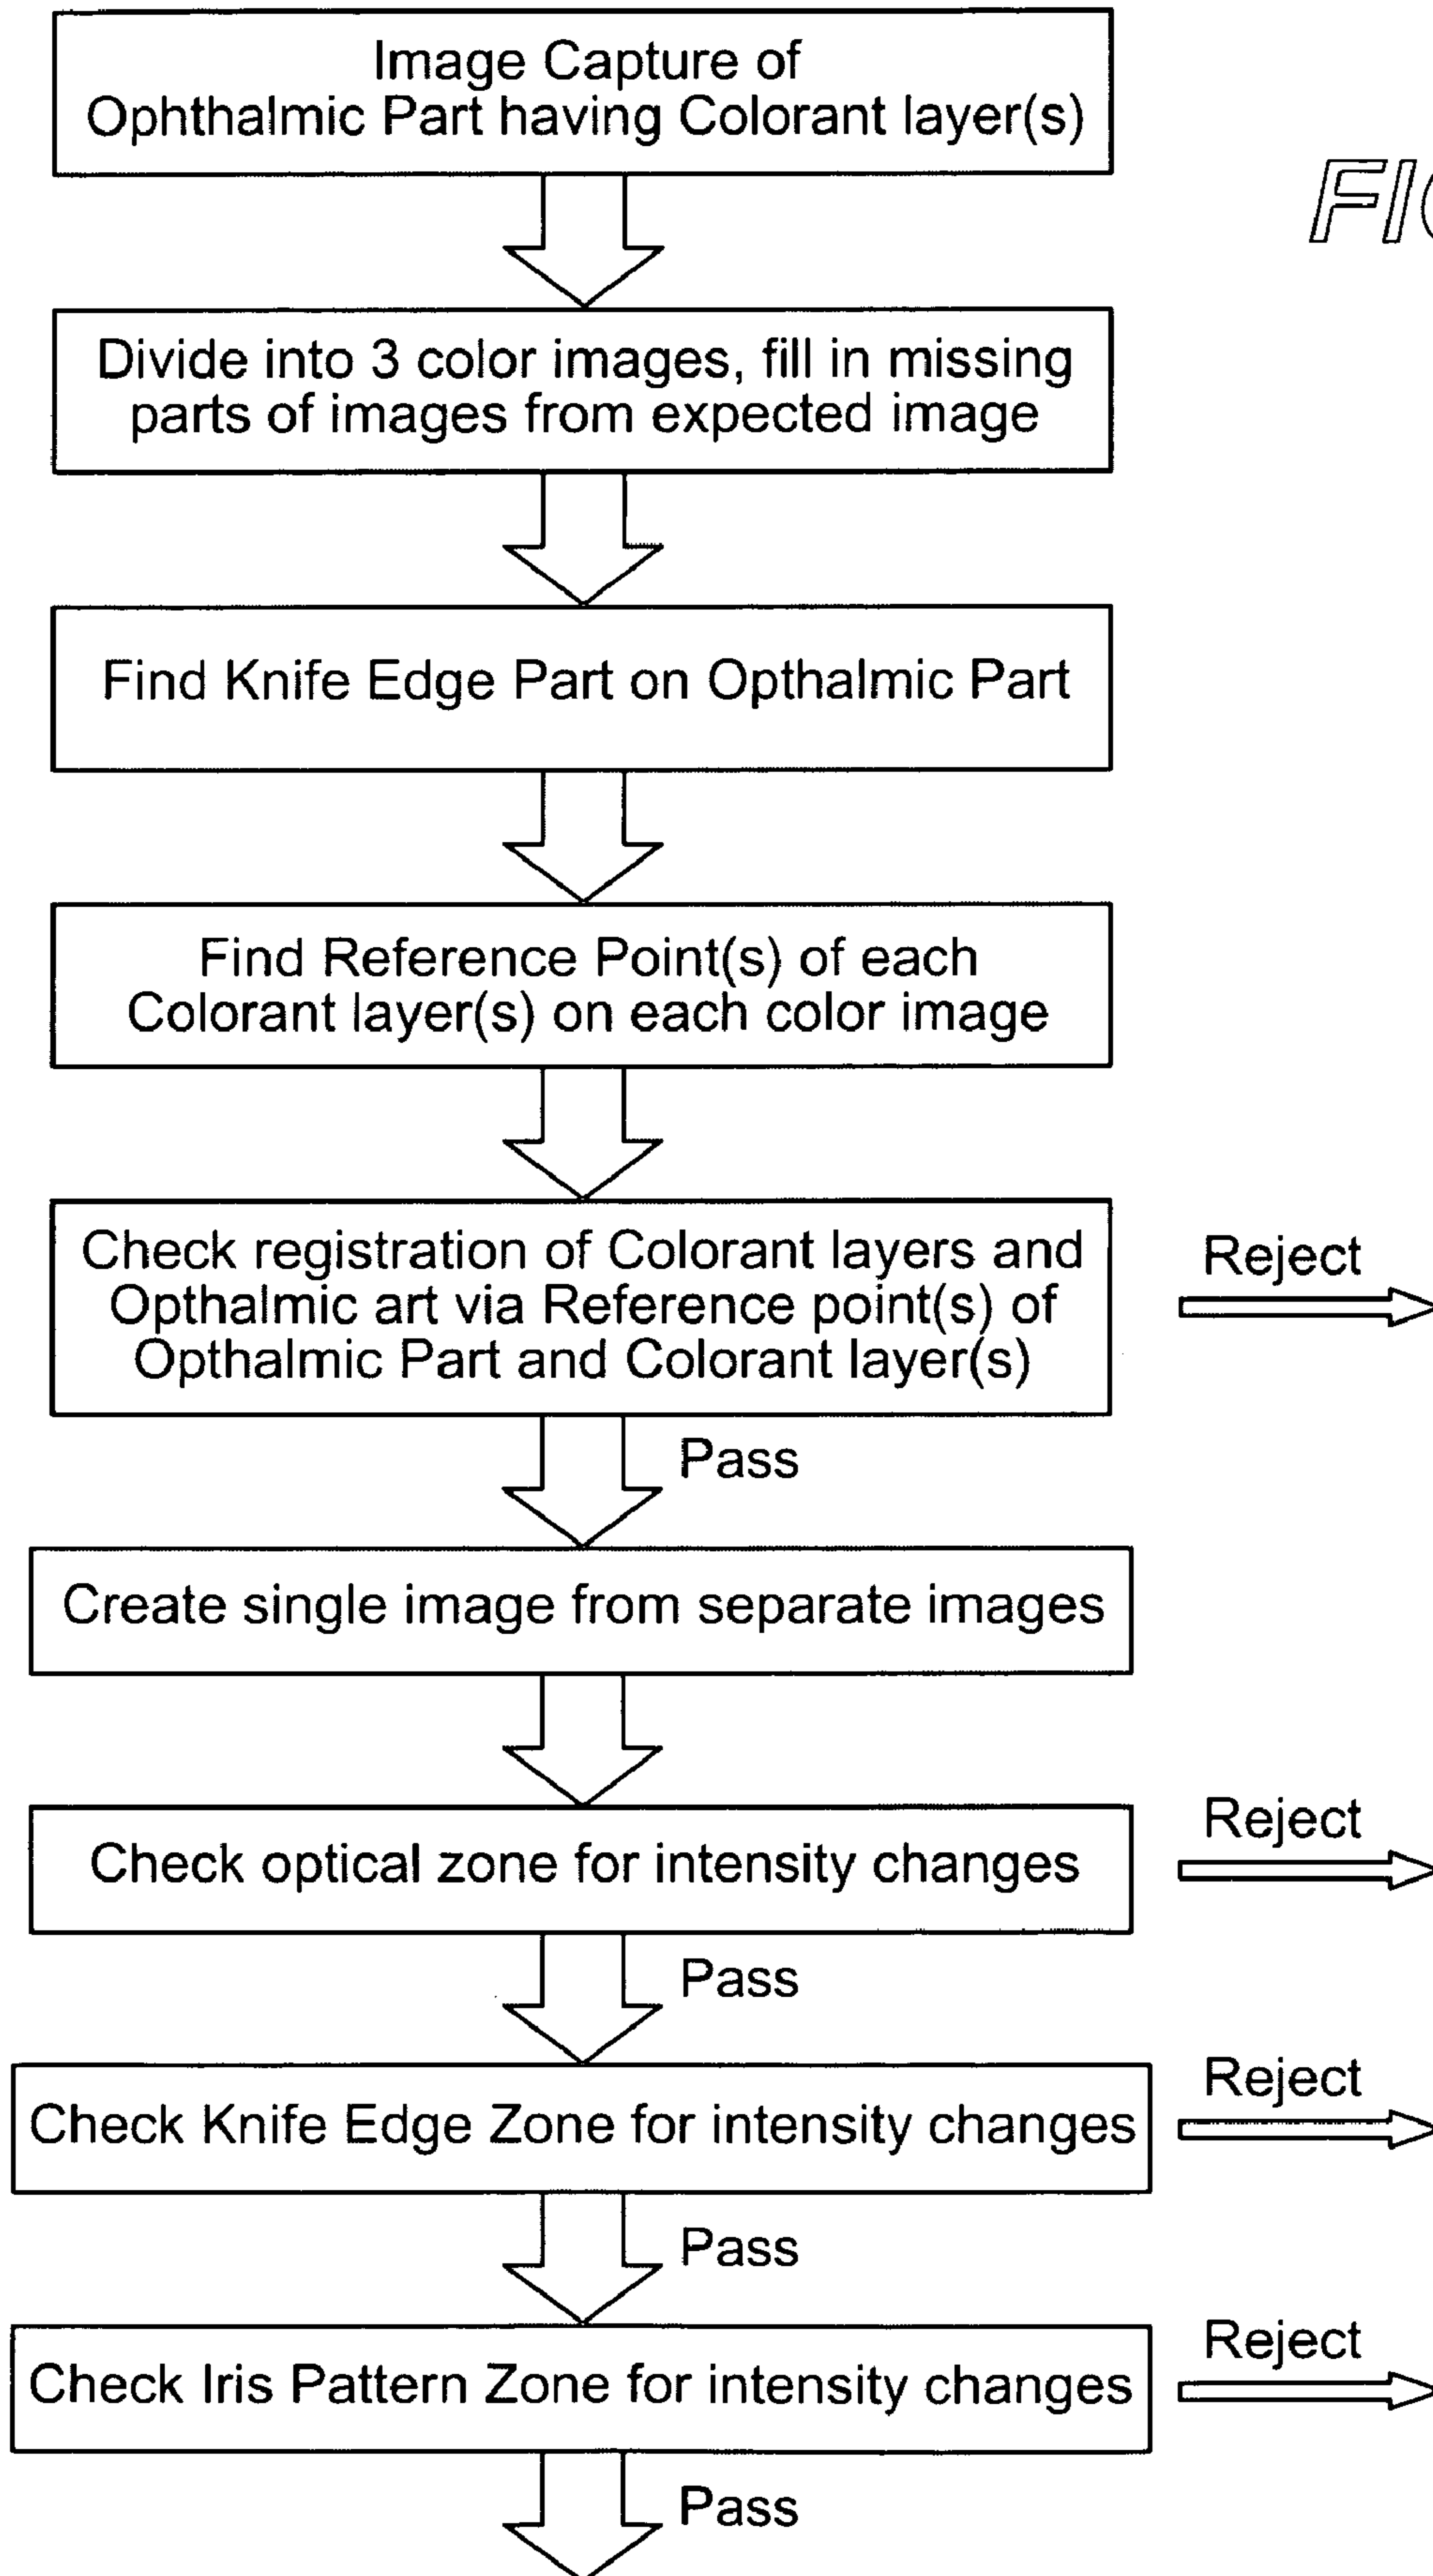 Image Capture of
Ophthalmic Part having Colorant layer(s)
Divide into 3 color images, fill in missing
parts of images from expected image
Find Knife Edge Part on Opthalmic Part
Find Reference Point(s) of each
Colorant layer(s) on each color image
Check registration of Colorant layers and
Opthalmic art via Reference point(s) of
Opthalmic Part and Colorant layer(s)
Reject
Pass
Create single image from separate images
Check optical zone for intensity changes
Reject
Pass
Check Knife Edge Zone for intensity changes
Reject
Pass
Check Iris Pattern Zone for intensity changes
Reject
Pass